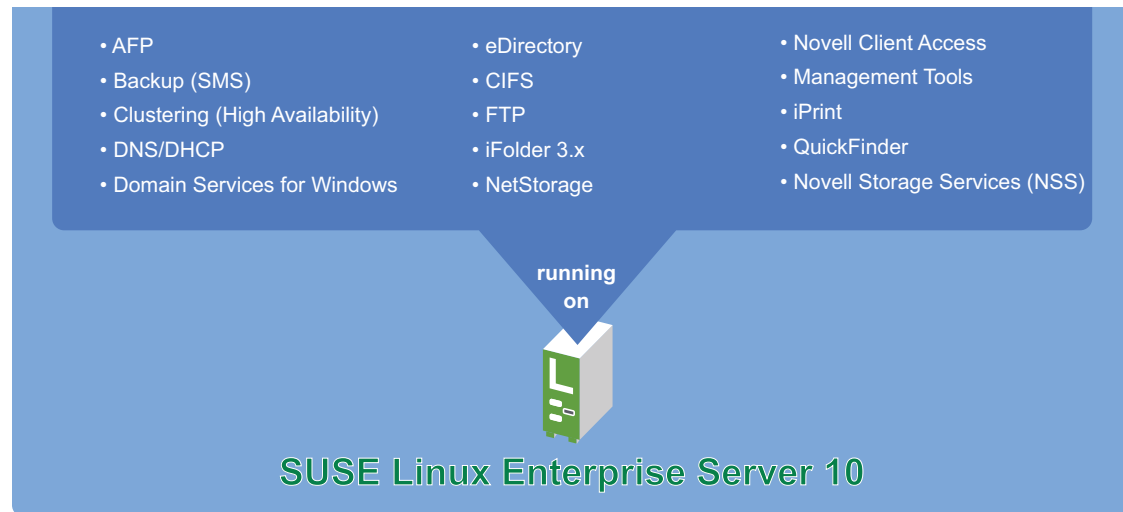 • AFP
• Backup (SMS)
• Clustering (High Availability)
• DNS/DHCP
• Domain Services for Windows
• eDirectory
• CIFS
• FTP
• iFolder 3.x
• NetStorage
• Novell Client Access
• Management Tools
• iPrint
• QuickFinder
• Novell Storage Services (NSS)
running
on
SUSE Linux Enterprise Server 10